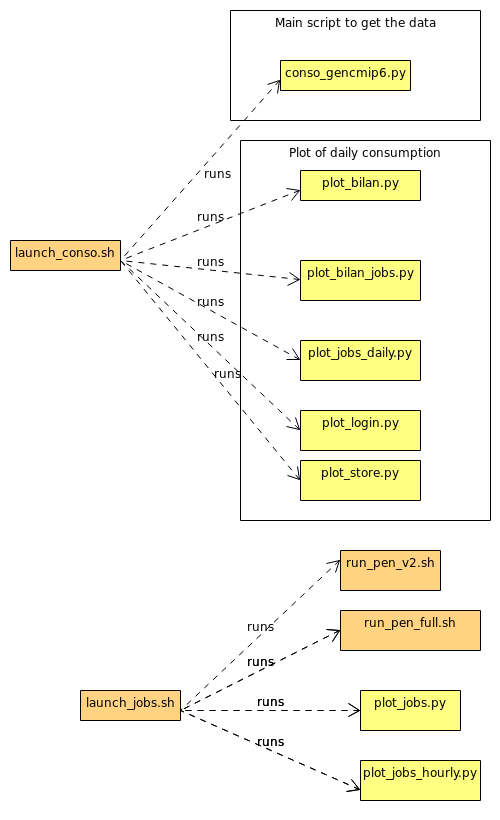 Main script to get the data
conso_gencmip6.py
runs
Plot of daily consumption
plot_bilan.py
runs
launch_conso.sh
runs
plot_bilan_jobs.py
runs
plot_jobs_daily.py
runs
runs
plot_login.py
plot_store.py
run_pen_v2.sh
runs
run_pen_full.sh
runs
launch_jobs.sh
runs
plot_jobs.py
runs
plot_jobs_hourly.py